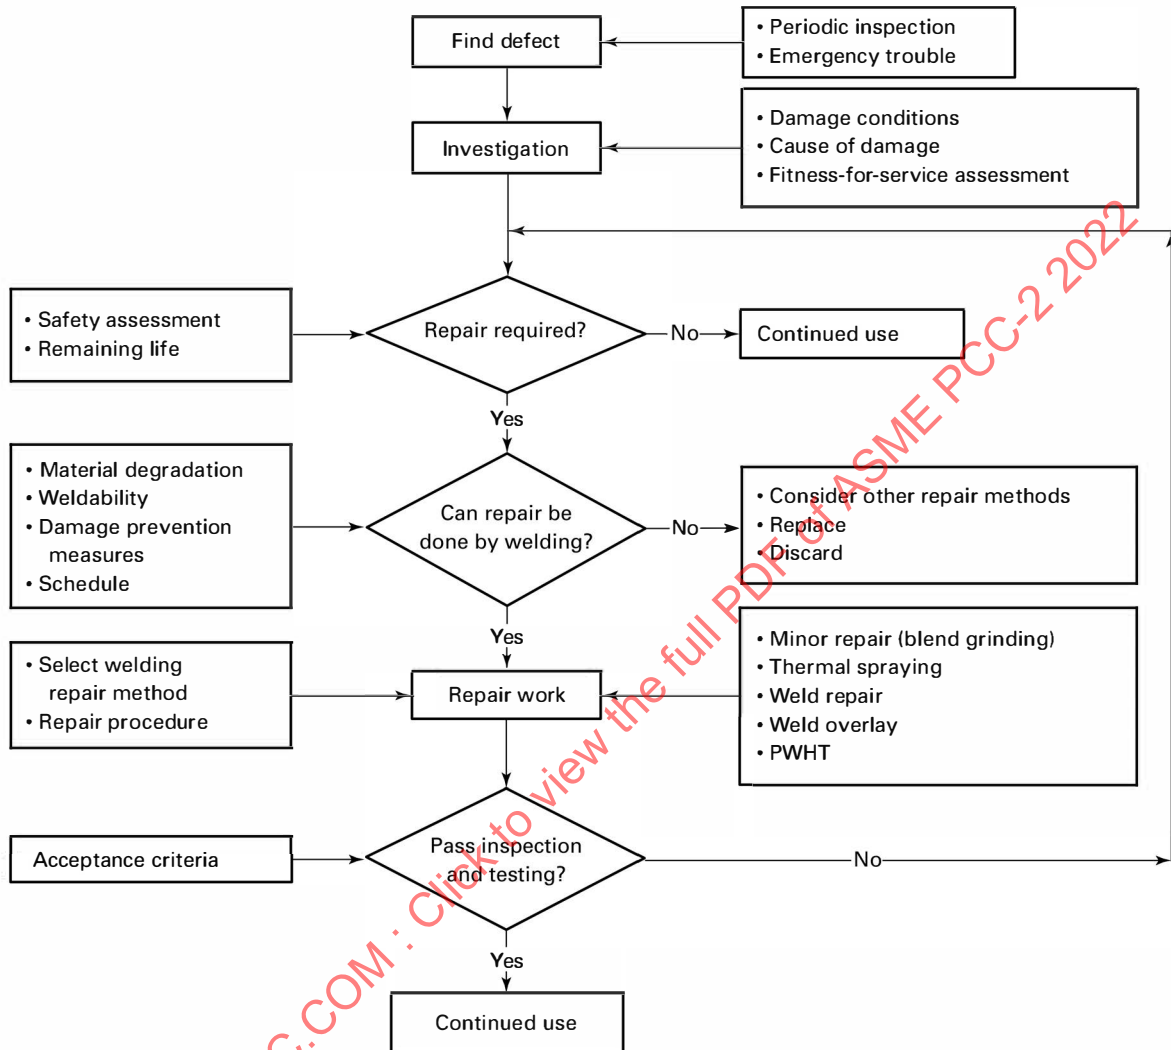 Find defect
• Periodic inspection
• Emergency trouble
Investigation
• Damage conditions
• Cause of damage
• Fitness-for-service assessment
• Safety assessment
• Remaining life
Repair required?
No
Continued use
Yes
• Material degradation
• Weldability
• Damage prevention
measures
• Schedule
Can repair be
done by welding?
No
• Consider other repair methods
• Replace
• Discard
Yes
• Select welding
repair method
• Repair procedure
Repair work
• Minor repair (blend grinding)
• Thermal spraying
• Weld repair
• Weld overlay
• PWHT
Acceptance criteria
Pass inspection
and testing?
No
Yes
Continued use
C.COM : Click to view the full PDF of ASME PCC-2 2022